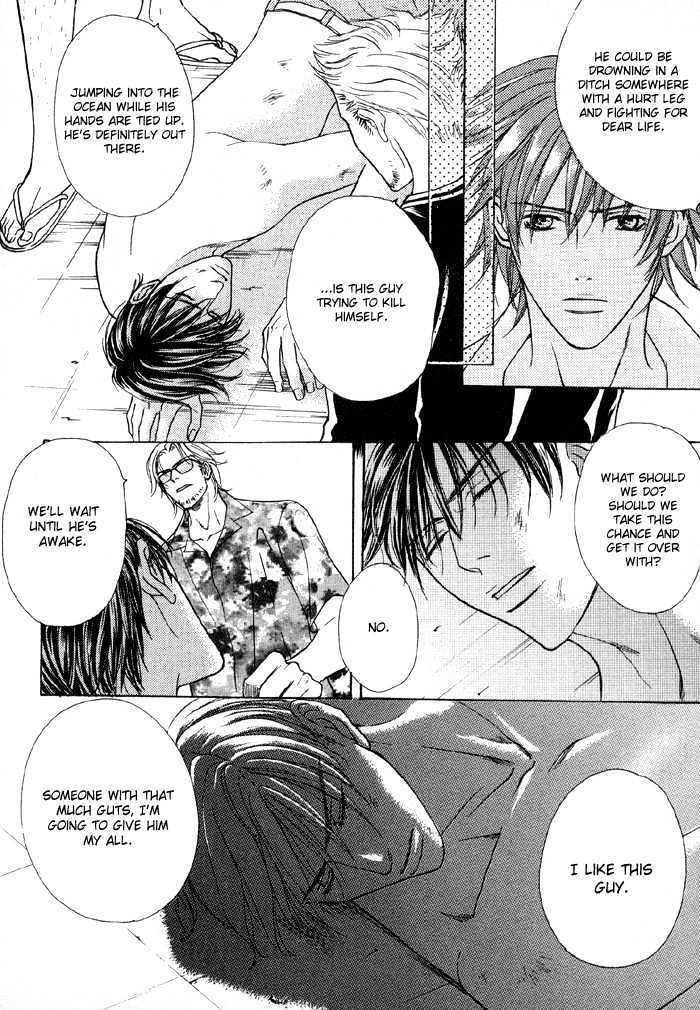 HE COULD BE
DROWNING IN A
DITCH SOMEWHERE
WITH A HURT LEG
AND FIGHTING FOR
DEAR LIFE.
JUMPING INTO THE
OCEAN WHILE HIS
HANDS ARE TIED UP.
HE'S DEFINITELY OUT
THERE.
...IS THIS GUY
TRYING TO KILL
HIMSELF.
WHAT SHOULD
WE DO?
SHOULD WE
TAKE THIS
CHANCE AND
GET IT OVER
WITH?
NO.
WE'LL WAIT
UNTIL HE'S
AWAKE.
I LIKE THIS
GUY.
SOMEONE WITH THAT
MUCH GUTS, I'M
GOING TO GIVE HIM
MY ALL.